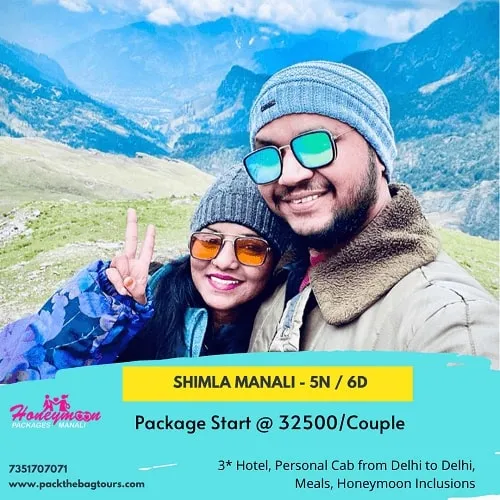 SHIMLA MANALI - 5N / 6D
Package Start @ 32500/Couple
Honeymoon
PACKAGES MANALI
7351707071
www.packthebagtours.com
3* Hotel, Personal Cab from Delhi to Delhi,
Meals, Honeymoon Inclusions